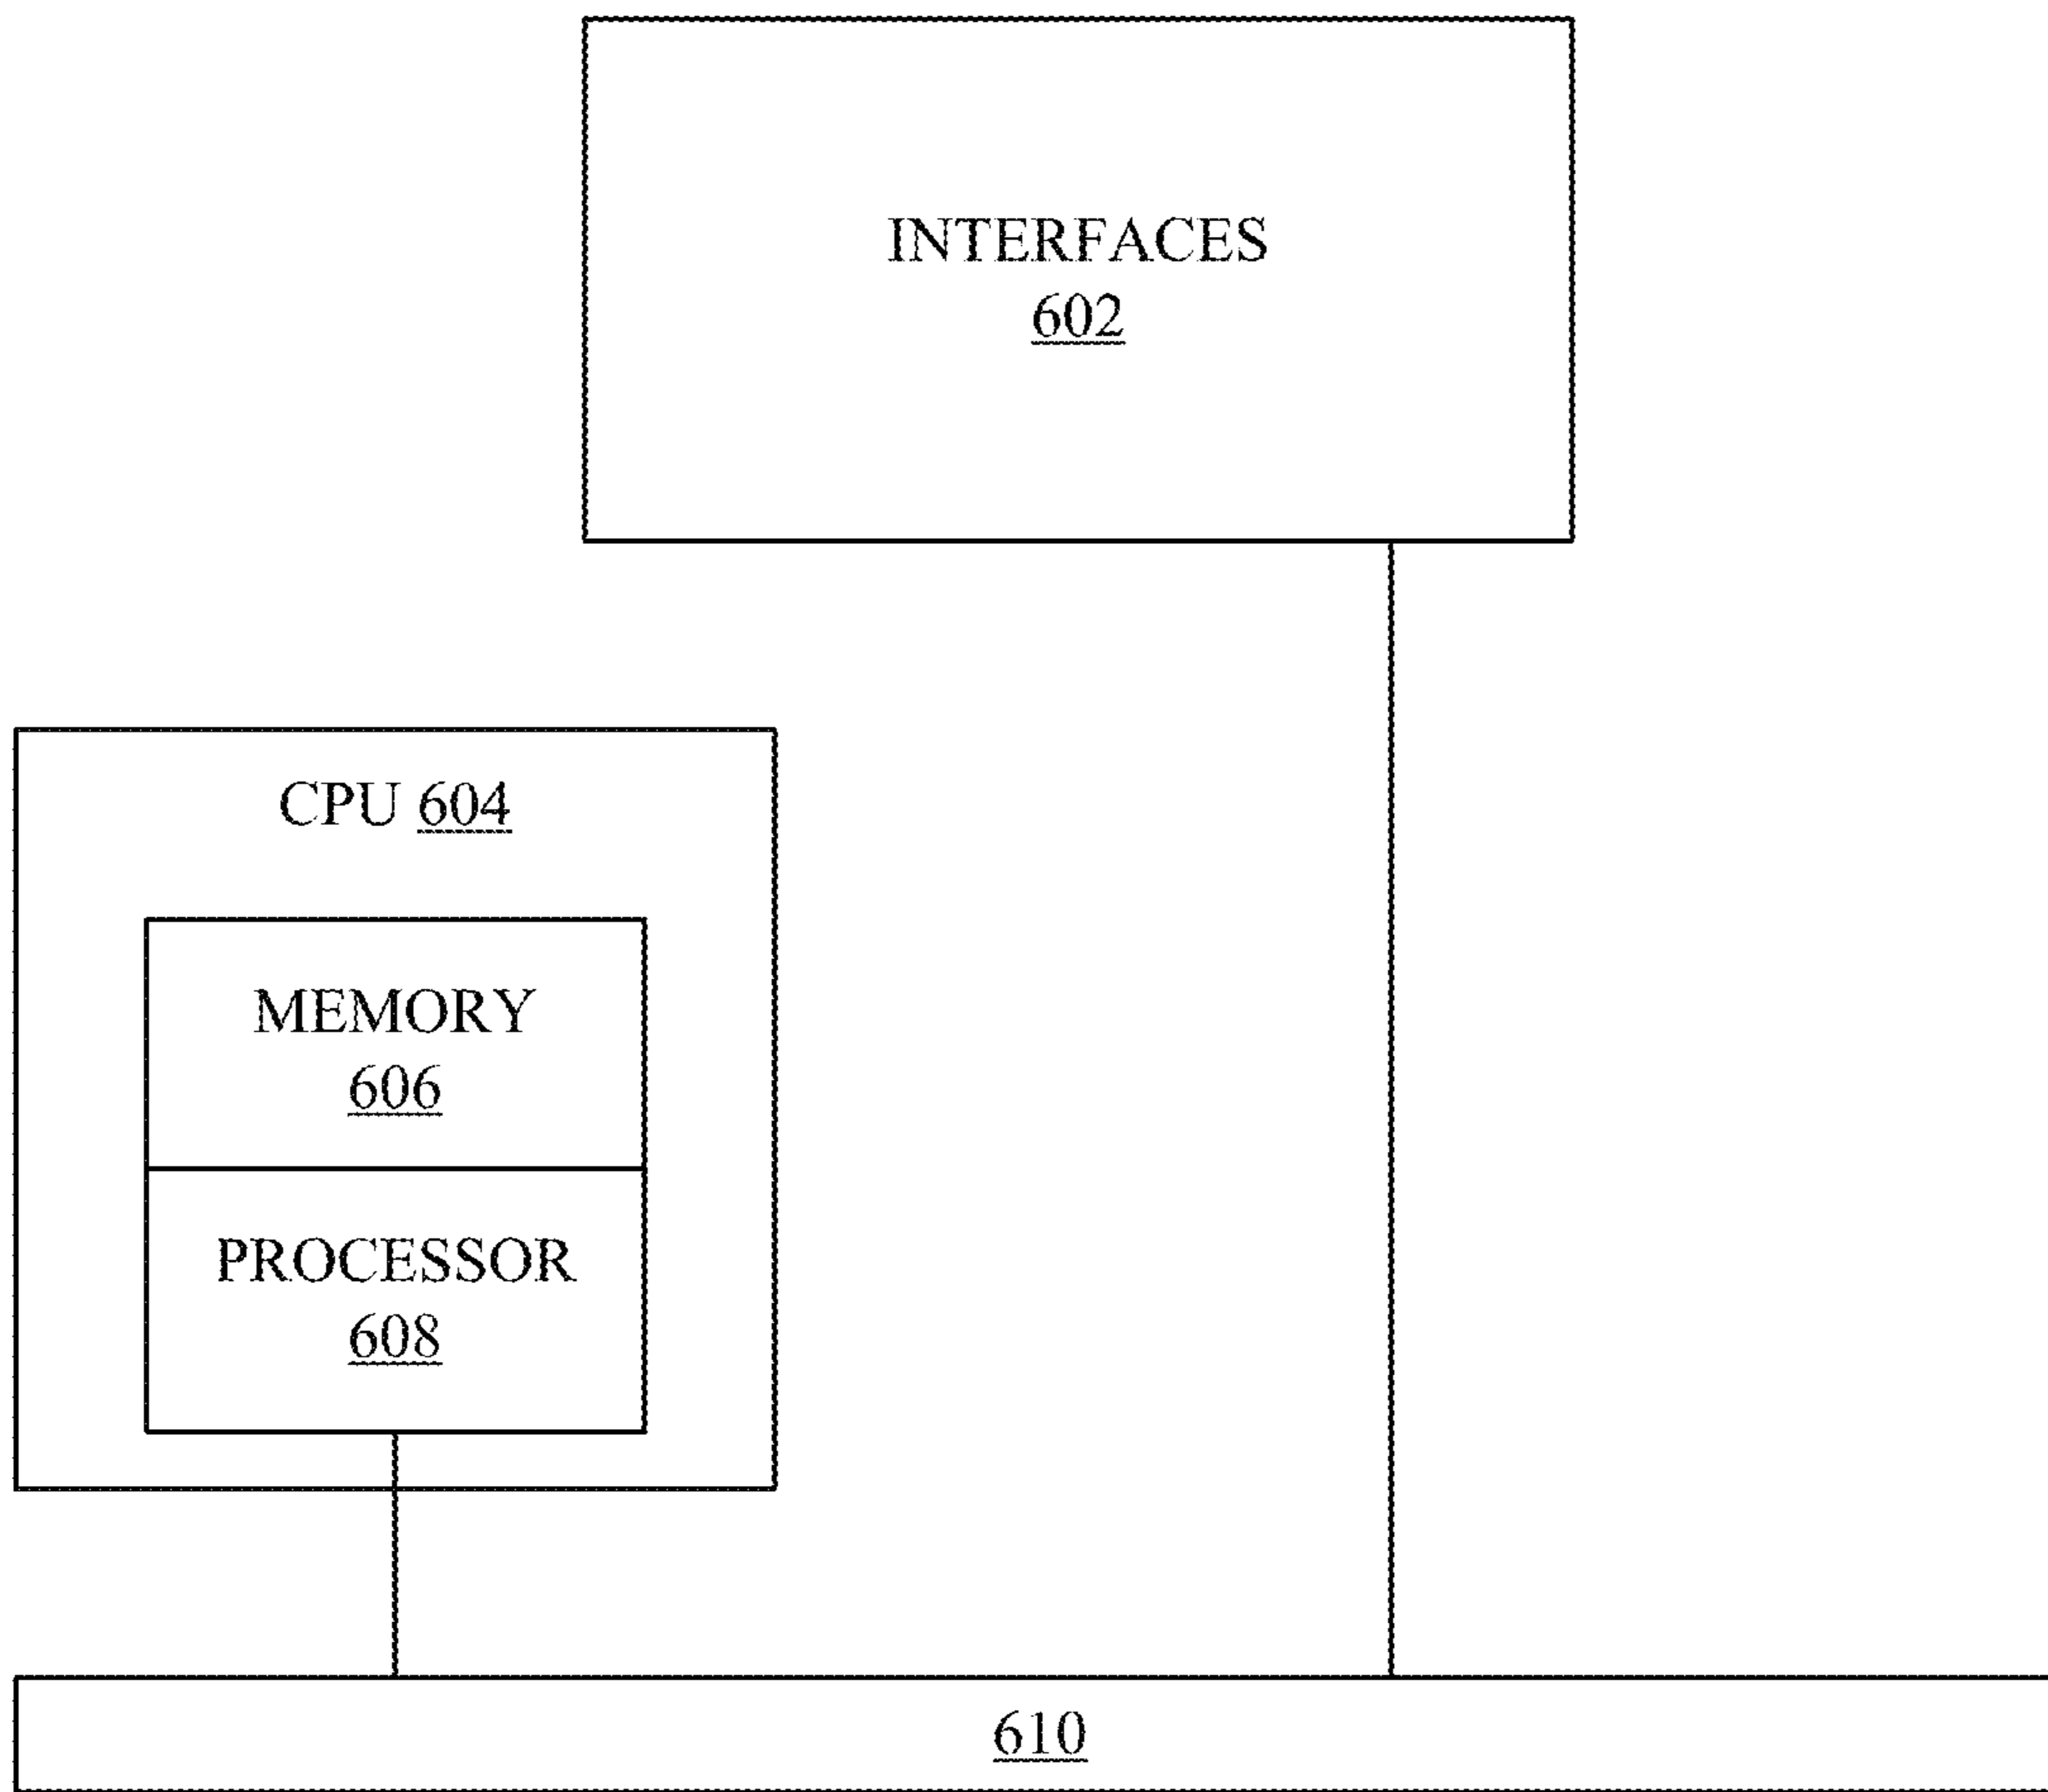 INTERFACES
602
CPU 604
MEMORY
606
PROCESSOR
608
610